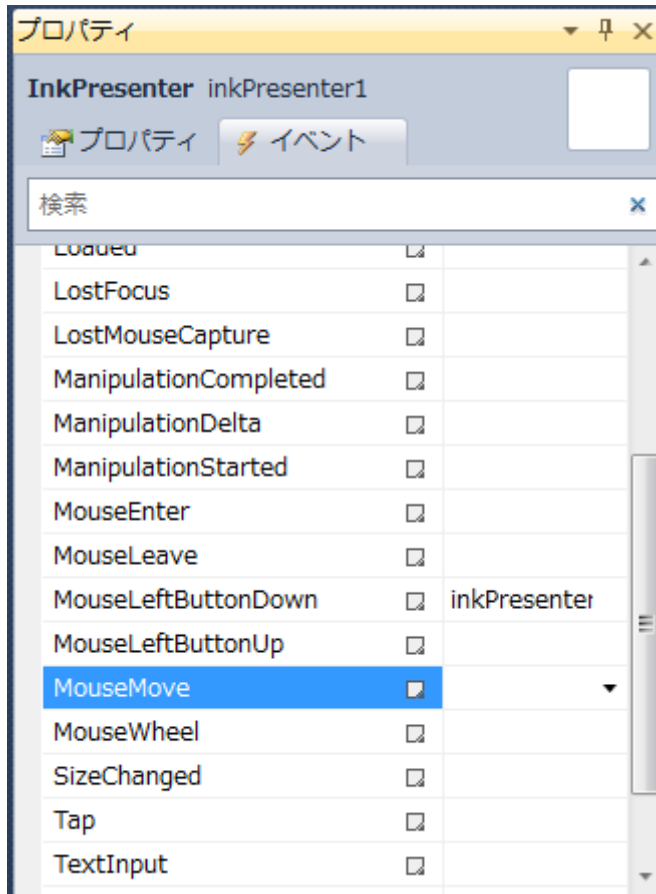 プロパティ
InkPresenter inkPresenter1
プロパティ イベント
検索
Loaded
LostFocus
LostMouseCapture
ManipulationCompleted
ManipulationDelta
ManipulationStarted
MouseEnter
MouseLeave
MouseLeftButtonDown inkPresenter
MouseLeftButtonUp
MouseMove
MouseWheel
SizeChanged
Tap
TextInput